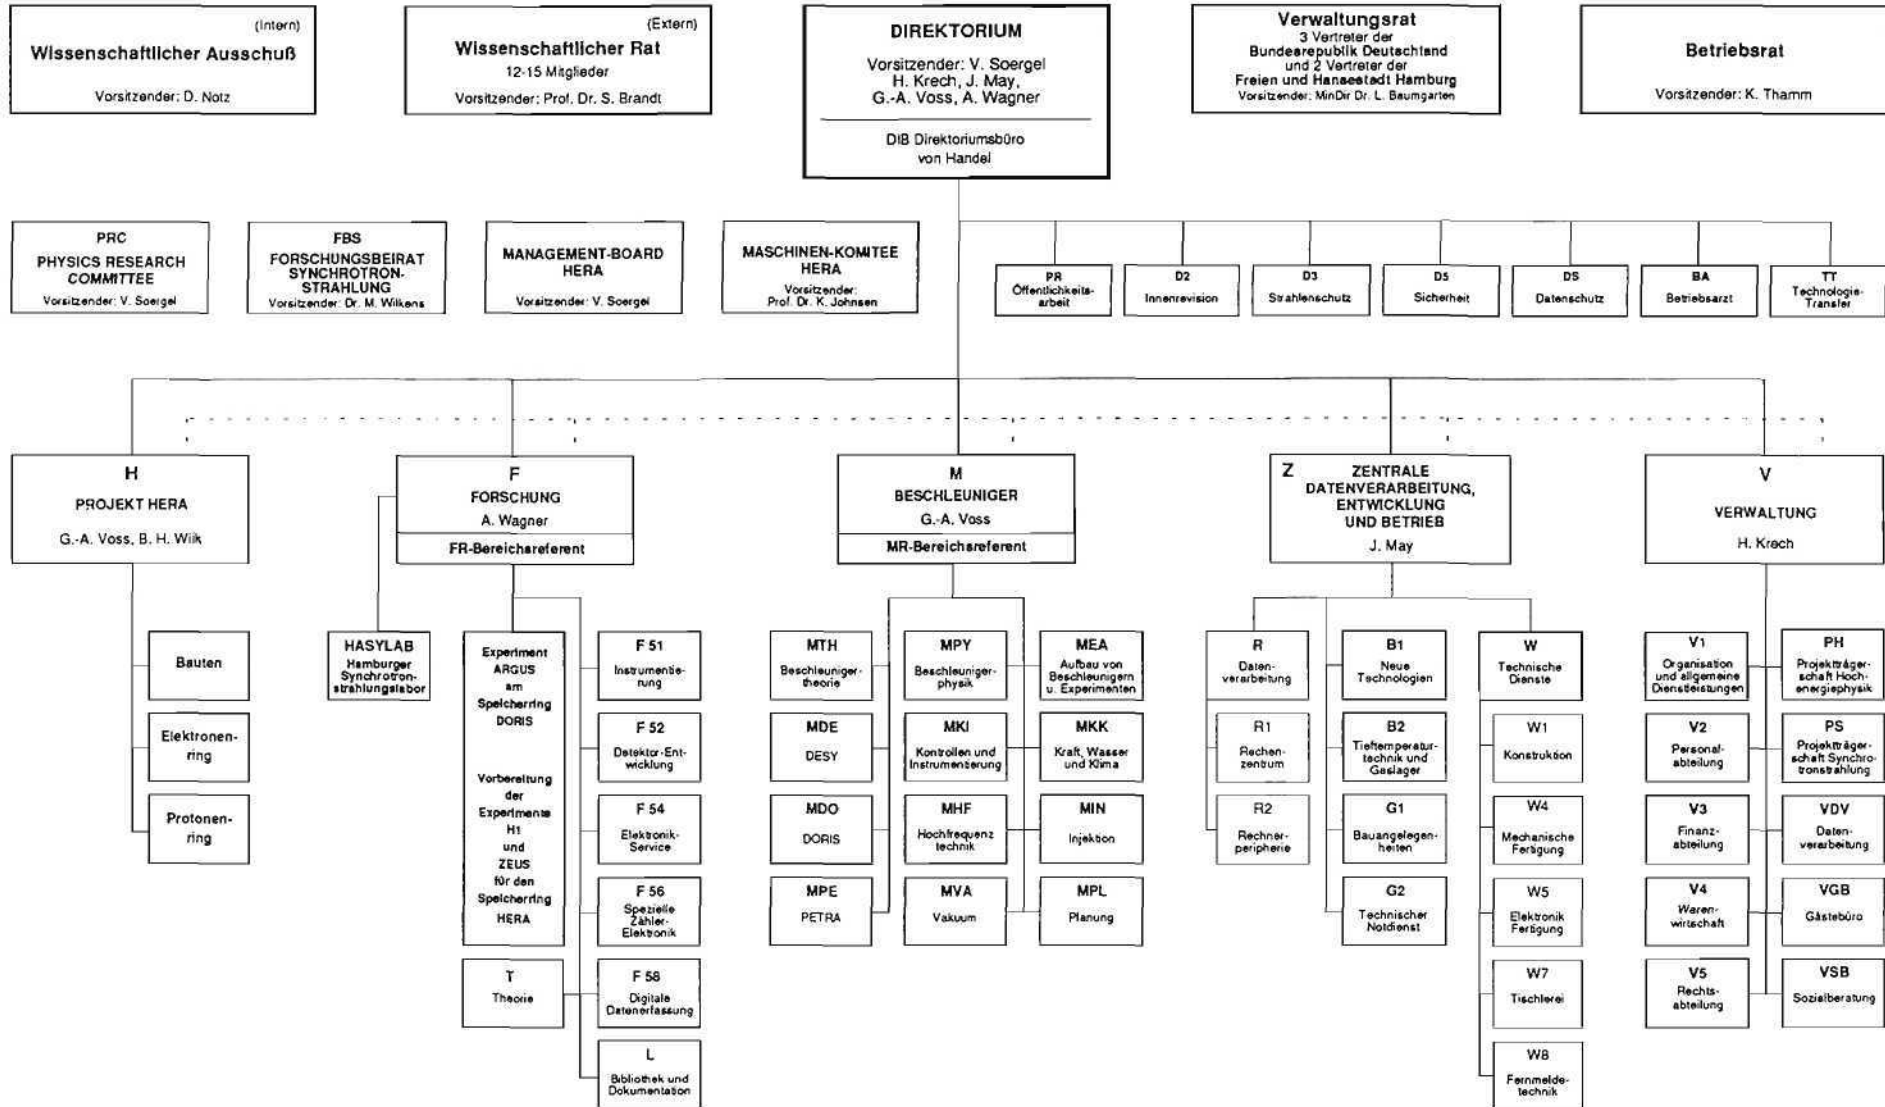 (Intern)
Wissenschaftlicher Ausschuß
Vorsitzender: D. Notz
(Extern)
Wissenschaftlicher Rat
12-15 Mitglieder
Vorsitzender: Prof. Dr. S. Brandt
DIREKTORIUM
Vorsitzender: V. Soergel
H. Krech, J. May,
G.-A. Voss, A. Wagner
DIB Direktoriumsbüro
von Handel
Verwaltungsrat
3 Vertreter der
Bundesrepublik Deutschland
und 2 Vertreter der
Freien und Hansestadt Hamburg
Vorsitzender: MinDir Dr. L. Baumgarten
Betriebsrat
Vorsitzender: K. Thamm
PRC
PHYSICS RESEARCH
COMMITTEE
Vorsitzender: V. Soergel
FBS
FORSCHUNGSBEIRAT
SYNCHROTRON-
STRAHLUNG
Vorsitzender: Dr. M. Wilkens
MANAGEMENT-BOARD
HERA
Vorsitzender: V. Soergel
MASCHINEN-KOMITEE
HERA
Vorsitzender:
Prof. Dr. K. Johnsen
PR
Öffentlichkeits-
arbeit
D2
Innenrevision
D3
Strahlenschutz
D5
Sicherheit
DS
Datenschutz
BA
Betriebsarzt
TT
Technologie-
Transfer
H
PROJEKT HERA
G.-A. Voss, B. H. Wiik
F
FORSCHUNG
A. Wagner
FR-Bereichsreferent
M
BESCHLEUNIGER
G.-A. Voss
MR-Bereichsreferent
Z ZENTRALE
DATENVERARBEITUNG,
ENTWICKLUNG
UND BETRIEB
J. May
V
VERWALTUNG
H. Krech
Bauten
Elektronen-
ring
Protonen-
ring
HASYLAB
Hamburger
Synchrotron-
strahlungslabor
Experiment
ARGUS
am
Speicherring
DORIS
Vorbereitung
der
Experimente
H1
und
ZEUS
für den
Speicherring
HERA
T
Theorie
F 51
Instrumentie-
rung
F 52
Detektor-Ent-
wicklung
F 54
Elektronik-
Service
F 56
Spezielle
Zähler-
Elektronik
F 58
Digitale
Datenerfassung
L
Bibliothek und
Dokumentation
MTH
Beschleuniger-
theorie
MDE
DESY
MDO
DORIS
MPE
PETRA
MPY
Beschleuniger-
physik
MKI
Kontrollen und
Instrumentierung
MHF
Hochfrequenz
technik
MVA
Vakuum
MEA
Aufbau von
Beschleunigern
u. Experimenten
MKK
Kraft, Wasser
und Klima
MIN
Injektion
MPL
Planung
R
Daten-
verarbeitung
R1
Rechen-
zentrum
R2
Rechner-
peripherie
B1
Neue
Technologien
B2
Tieftemperatur-
technik und
Gaslager
G1
Bauangelegen-
heiten
G2
Technischer
Notdienst
W
Technische
Dienste
W1
Konstruktion
W4
Mechanische
Fertigung
W5
Elektronik
Fertigung
W7
Tischlerei
W8
Fernmelde-
technik
V1
Organisation
und allgemeine
Dienstleistungen
V2
Personal-
abteilung
V3
Finanz-
abteilung
V4
Waren-
wirtschaft
V5
Rechts-
abteilung
PH
Projektträger-
schaft Hoch-
energiephysik
PS
Projektträger-
schaft Synchro-
tronstrahlung
VDV
Daten-
verarbeitung
VGB
Gästebüro
VSB
Sozialberatung